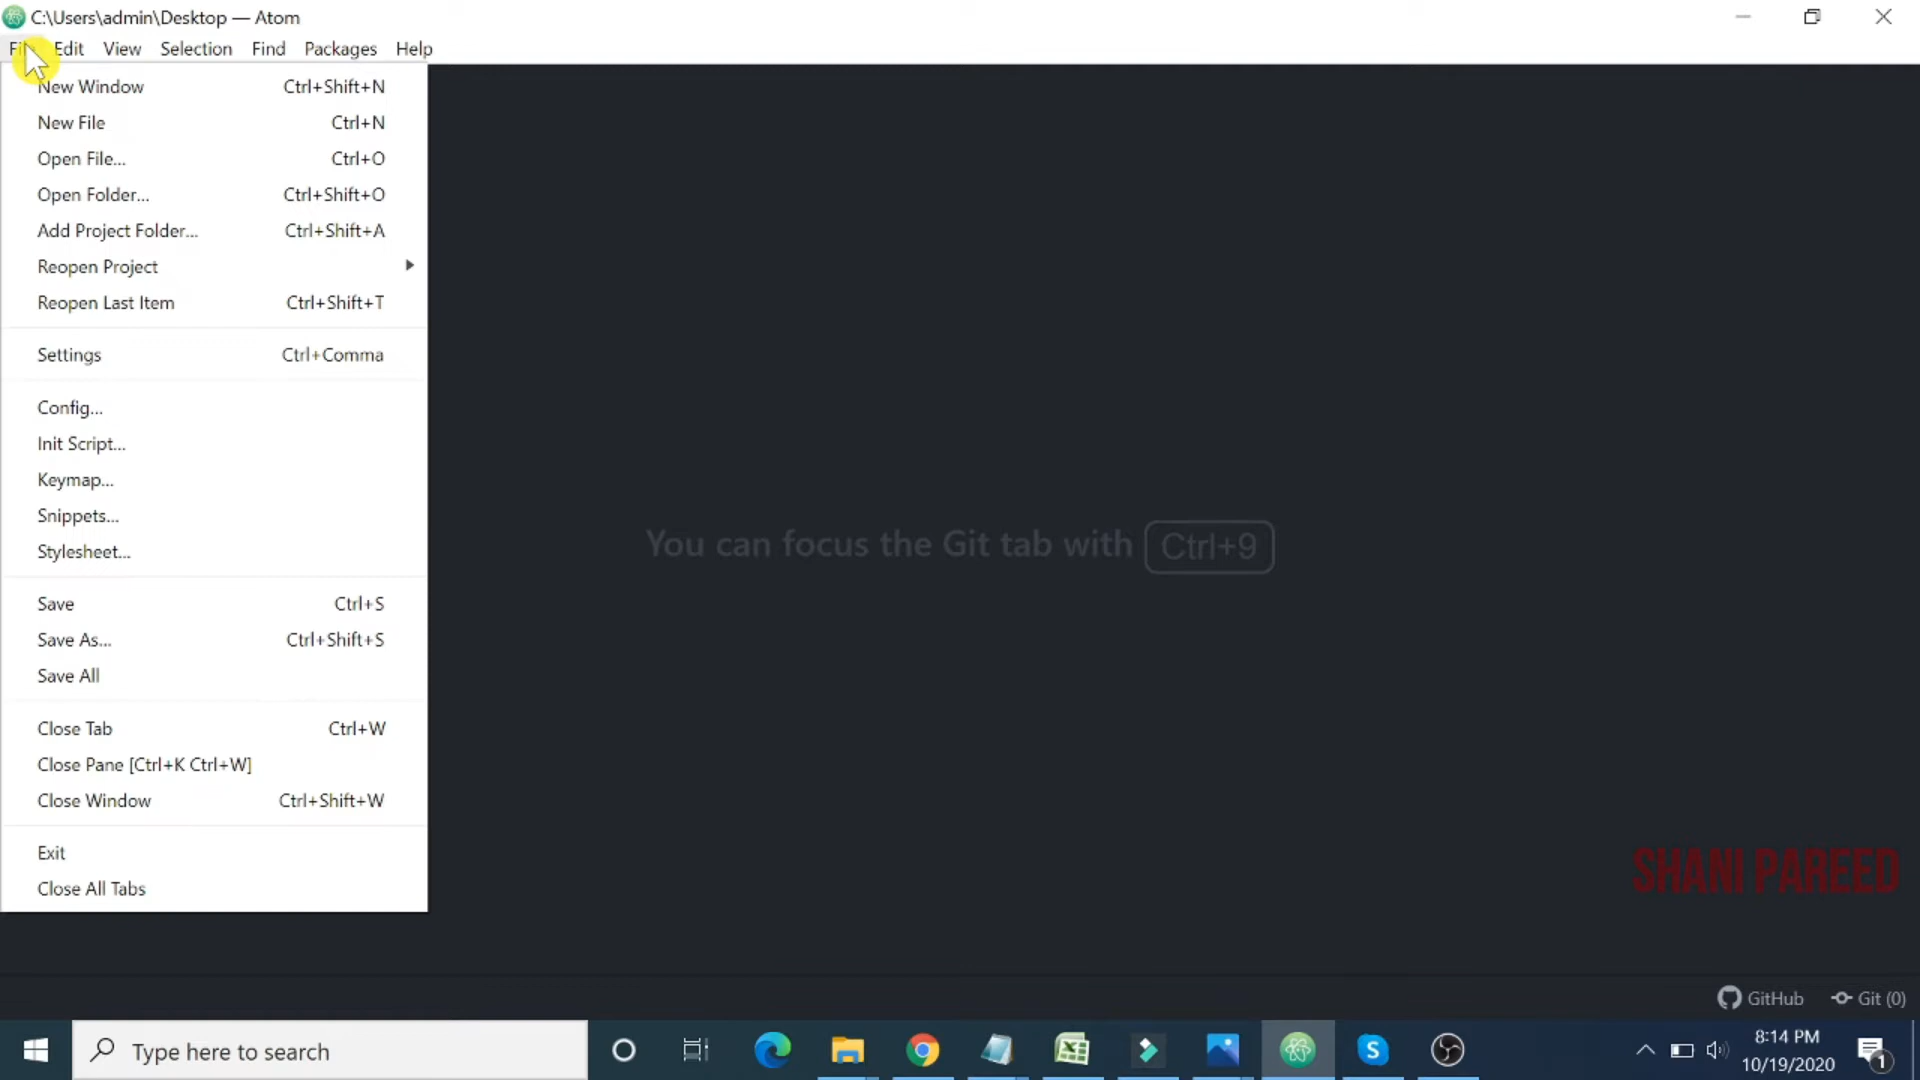 C:\Users\admin\Desktop — Atom
File Edit View Selection Find Packages Help
New Window Ctrl+Shift+N
New File Ctrl+N
Open File... Ctrl+O
Open Folder... Ctrl+Shift+O
Add Project Folder... Ctrl+Shift+A
Reopen Project
Reopen Last Item Ctrl+Shift+T
Settings Ctrl+Comma
Config...
Init Script...
Keymap...
Snippets...
Stylesheet...
You can focus the Git tab with Ctrl+9
Save Ctrl+S
Save As... Ctrl+Shift+S
Save All
Close Tab Ctrl+W
Close Pane [Ctrl+K Ctrl+W]
Close Window Ctrl+Shift+W
Exit
Close All Tabs
SHANI PAREED
GitHub Git (0)
Type here to search
8:14 PM
10/19/2020
1